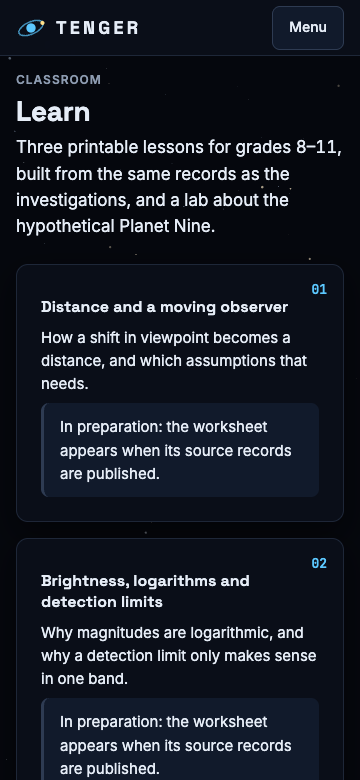 TENGER
Menu
CLASSROOM
Learn
Three printable lessons for grades 8–11,
built from the same records as the
investigations, and a lab about the
hypothetical Planet Nine.
01
Distance and a moving observer
How a shift in viewpoint becomes a
distance, and which assumptions that
needs.
In preparation: the worksheet
appears when its source records
are published.
02
Brightness, logarithms and
detection limits
Why magnitudes are logarithmic, and
why a detection limit only makes sense
in one band.
In preparation: the worksheet
appears when its source records
are published.